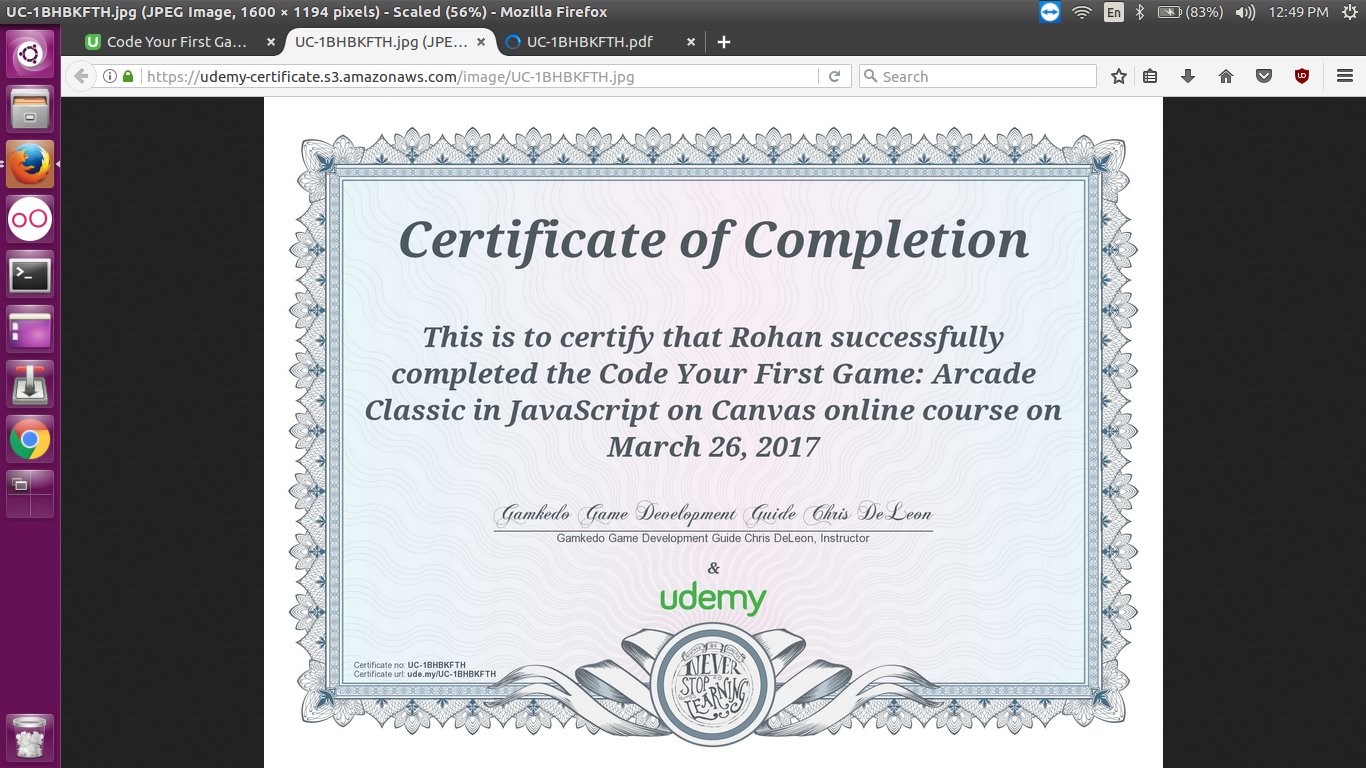 UC-1BHBKFTH.jpg (JPEG Image, 1600 × 1194 pixels) - Scaled (56%) - Mozilla Firefox
En
(83%)
12:49 PM
Code Your First Ga…
UC-1BHBKFTH.jpg (JPE…
UC-1BHBKFTH.pdf
https://udemy-certificate.s3.amazonaws.com/image/UC-1BHBKFTH.jpg
Search
Certificate of Completion
This is to certify that Rohan successfully
completed the Code Your First Game: Arcade
Classic in JavaScript on Canvas online course on
March 26, 2017
Gamkedo Game Development Guide Chris DeLeon
Gamkedo Game Development Guide Chris DeLeon, Instructor
&
udemy
Certificate no: UC-1BHBKFTH
Certificate url: ude.my/UC-1BHBKFTH
NEVER
STOP
LEARNING